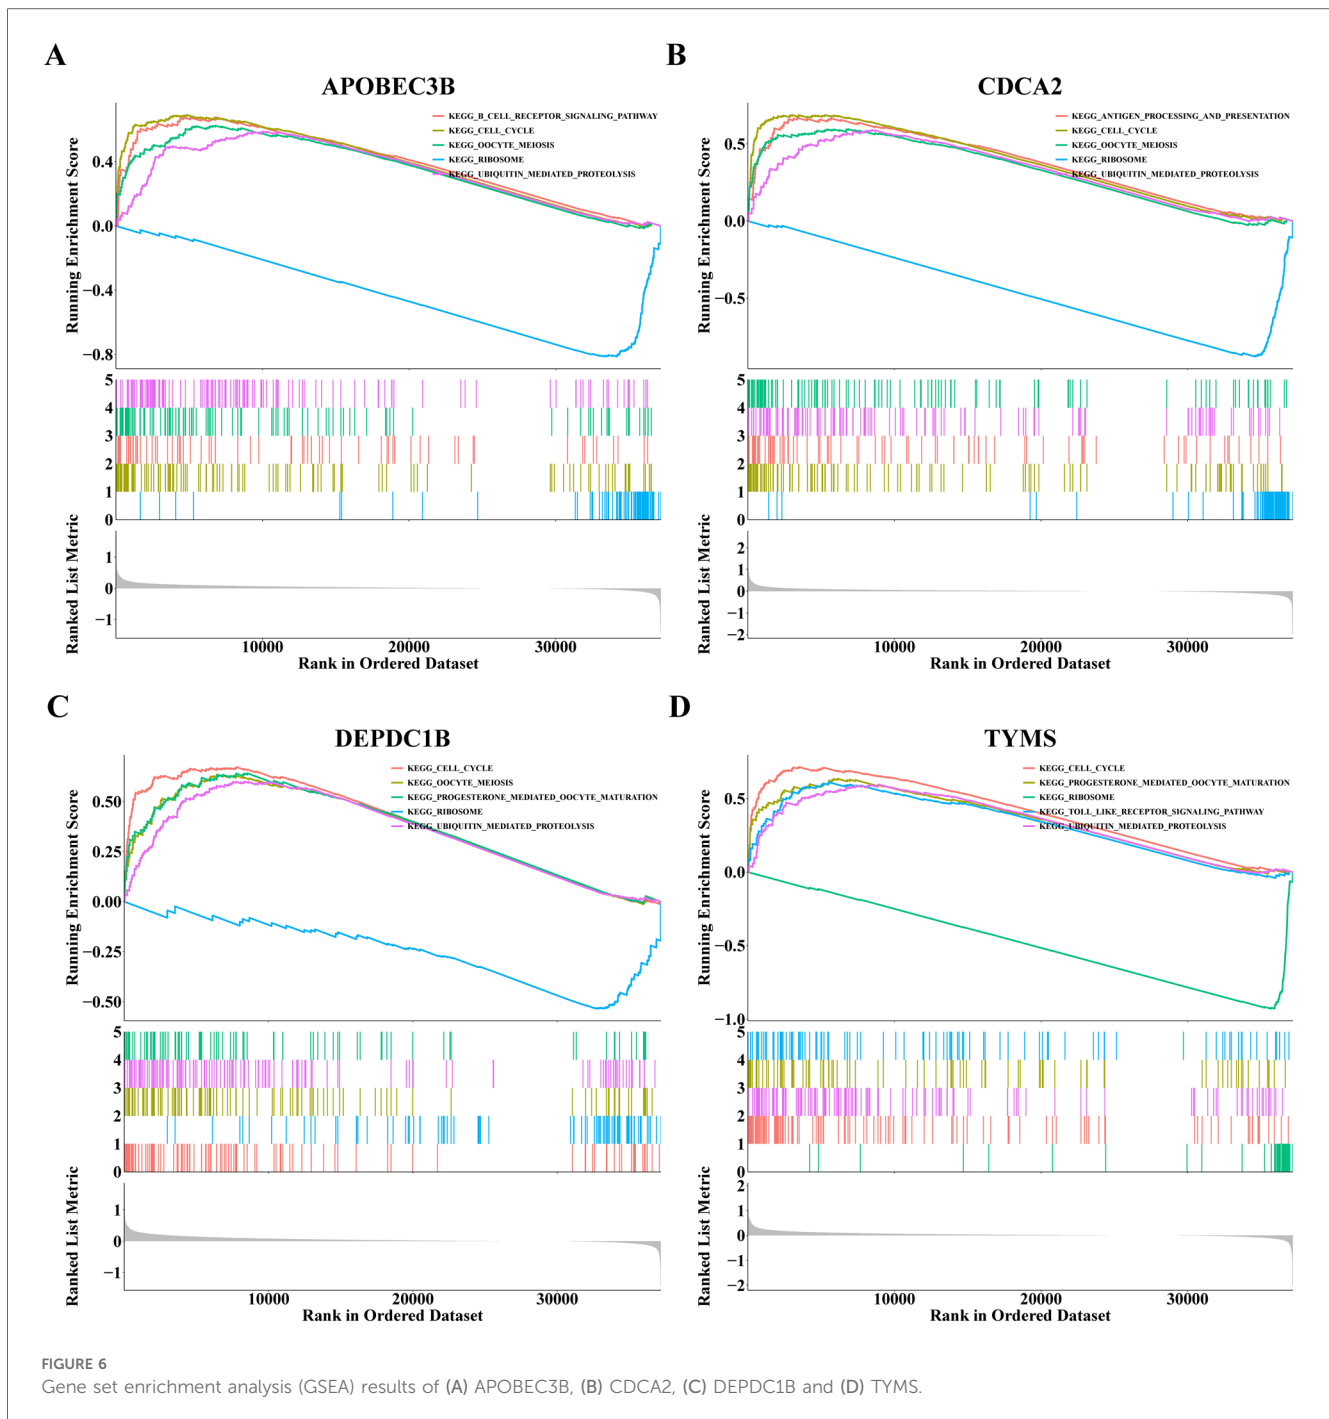 A
APOBEC3B
Running Enrichment Score
0.4
0.0
−0.4
−0.8
KEGG_B_CELL_RECEPTOR_SIGNALING_PATHWAY
KEGG_CELL_CYCLE
KEGG_OOCYTE_MEIOSIS
KEGG_RIBOSOME
KEGG_UBIQUITIN_MEDIATED_PROTEOLYSIS
5
4
3
2
1
0
Ranked List Metric
1
0
−1
10000 20000 30000
Rank in Ordered Dataset
B
CDCA2
Running Enrichment Score
0.5
0.0
−0.5
KEGG_ANTIGEN_PROCESSING_AND_PRESENTATION
KEGG_CELL_CYCLE
KEGG_OOCYTE_MEIOSIS
KEGG_RIBOSOME
KEGG_UBIQUITIN_MEDIATED_PROTEOLYSIS
5
4
3
2
1
0
Ranked List Metric
2
1
0
−1
−2
10000 20000 30000
Rank in Ordered Dataset
C
DEPDC1B
Running Enrichment Score
0.50
0.25
0.00
−0.25
−0.50
KEGG_CELL_CYCLE
KEGG_OOCYTE_MEIOSIS
KEGG_PROGESTERONE_MEDIATED_OOCYTE_MATURATION
KEGG_RIBOSOME
KEGG_UBIQUITIN_MEDIATED_PROTEOLYSIS
5
4
3
2
1
0
Ranked List Metric
1
0
−1
10000 20000 30000
Rank in Ordered Dataset
D
TYMS
Running Enrichment Score
0.5
0.0
−0.5
−1.0
KEGG_CELL_CYCLE
KEGG_PROGESTERONE_MEDIATED_OOCYTE_MATURATION
KEGG_RIBOSOME
KEGG_TOLL_LIKE_RECEPTOR_SIGNALING_PATHWAY
KEGG_UBIQUITIN_MEDIATED_PROTEOLYSIS
5
4
3
2
1
0
Ranked List Metric
2
1
0
−1
−2
10000 20000 30000
Rank in Ordered Dataset
FIGURE 6
Gene set enrichment analysis (GSEA) results of (A) APOBEC3B, (B) CDCA2, (C) DEPDC1B and (D) TYMS.